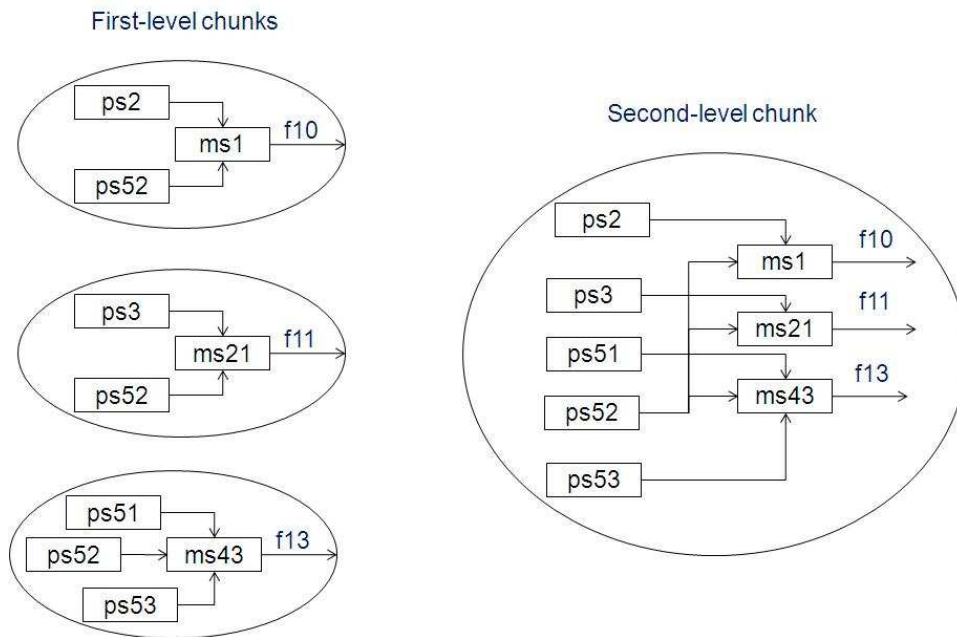 First-level chunks
ps2
f10
ms1
ps52
ps3
f11
ms21
ps52
ps51
f13
ps52
ms43
ps53
Second-level chunk
ps2
f10
ms1
ps3
f11
ms21
ps51
f13
ms43
ps52
ps53